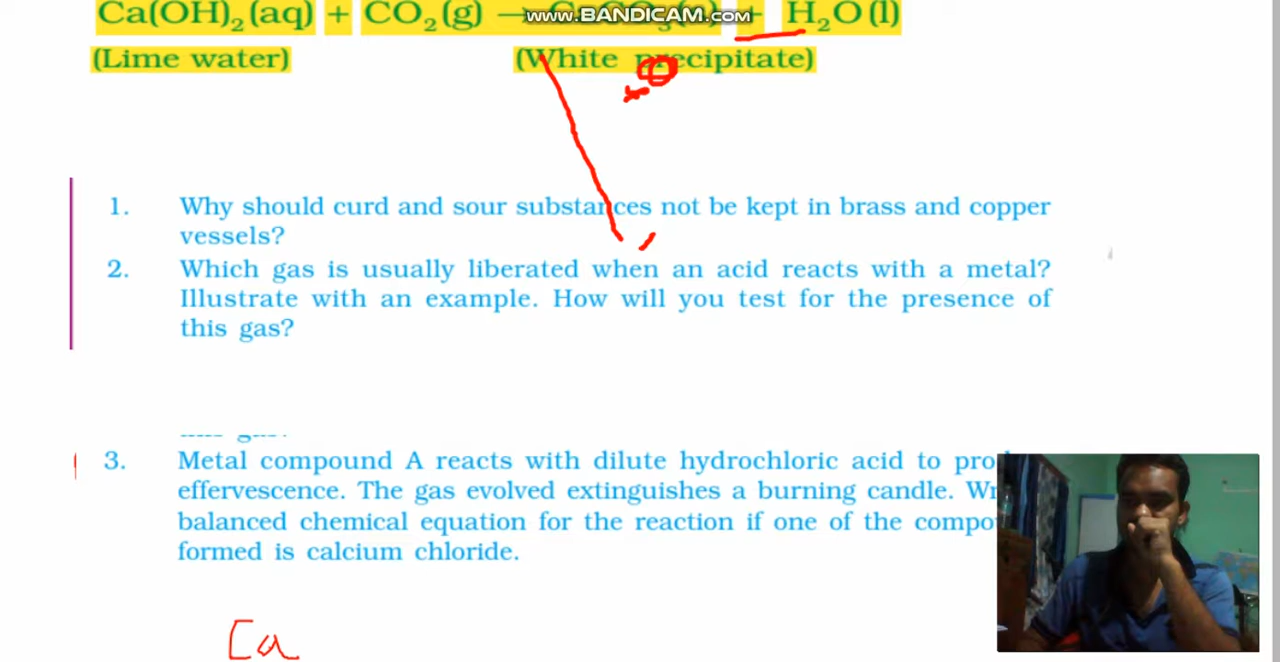 Ca(OH)₂(aq) + CO₂(g) → CaCO₃(s) + H₂O(l)
www.BANDICAM.com
(Lime water) (White precipitate)
1. Why should curd and sour substances not be kept in brass and copper
vessels?
2. Which gas is usually liberated when an acid reacts with a metal?
Illustrate with an example. How will you test for the presence of
this gas?
3. Metal compound A reacts with dilute hydrochloric acid to pro
effervescence. The gas evolved extinguishes a burning candle. Wr
balanced chemical equation for the reaction if one of the compou
formed is calcium chloride.
Ca